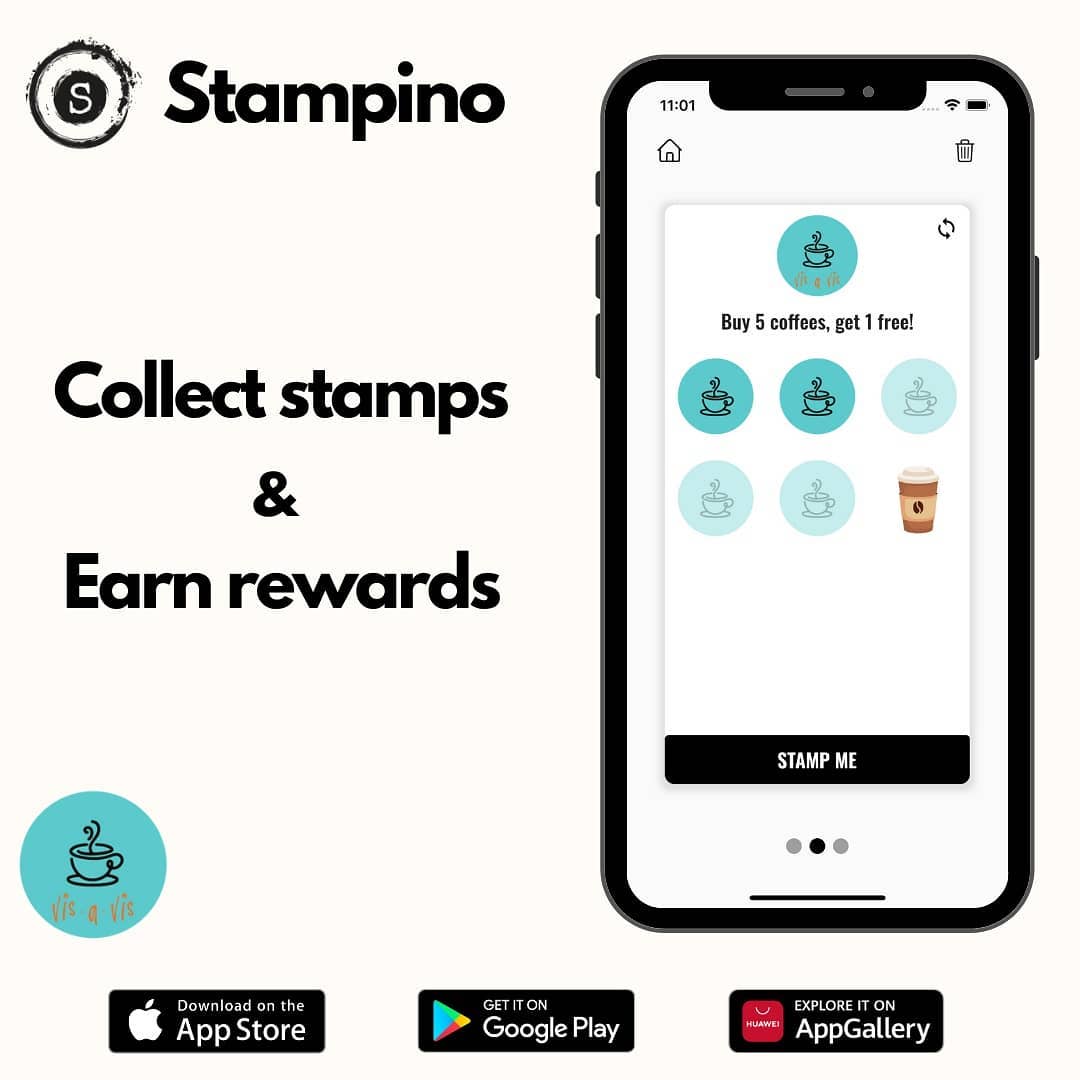 S
Stampino
Collect stamps
&
Earn rewards
11:01
vis a vis
Buy 5 coffees, get 1 free!
STAMP ME
Vis a Vis
Download on the
App Store
GET IT ON
Google Play
HUAWEI
EXPLORE IT ON
AppGallery